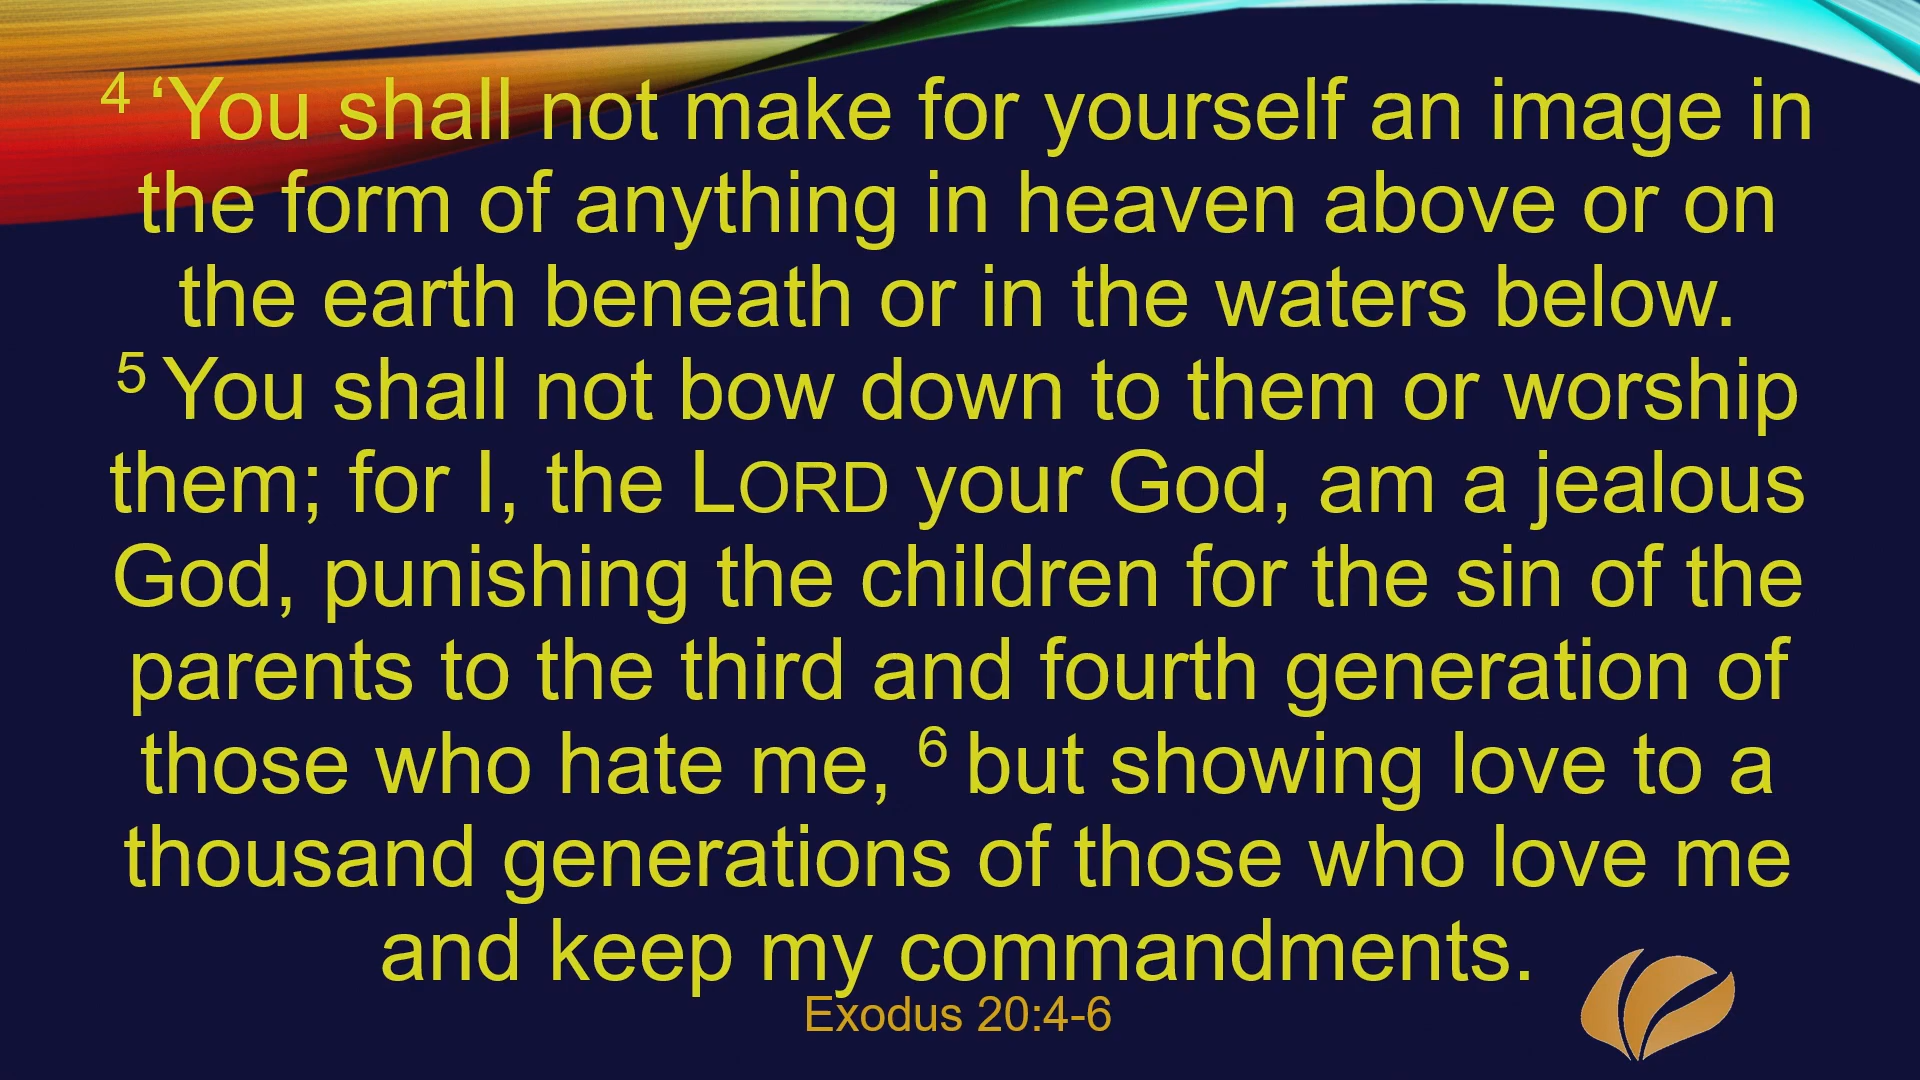 4 ‘You shall not make for yourself an image in
the form of anything in heaven above or on
the earth beneath or in the waters below.
5 You shall not bow down to them or worship
them; for I, the LORD your God, am a jealous
God, punishing the children for the sin of the
parents to the third and fourth generation of
those who hate me, 6 but showing love to a
thousand generations of those who love me
and keep my commandments.
Exodus 20:4-6